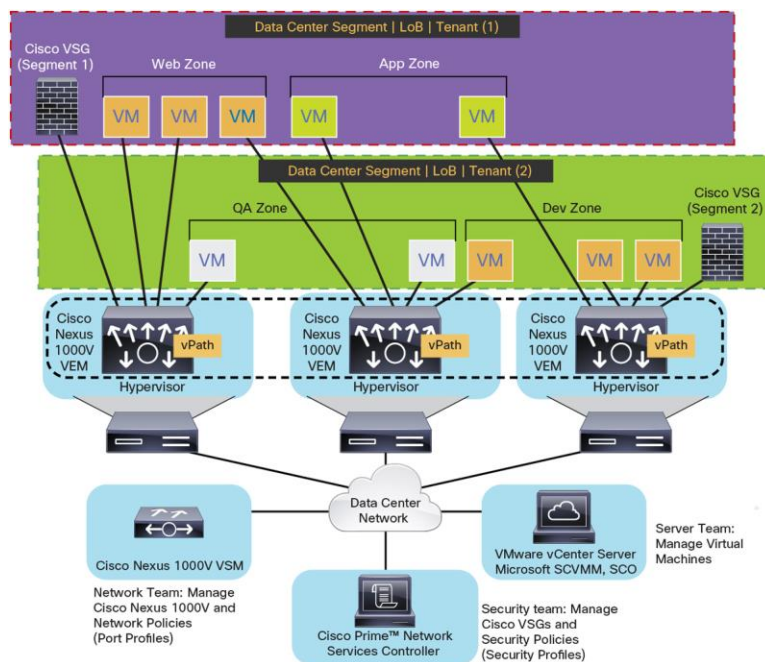 Data Center Segment | LoB | Tenant (1)
Cisco VSG
(Segment 1)
Web Zone
App Zone
VM
VM
VM
VM
VM
Data Center Segment | LoB | Tenant (2)
QA Zone
Dev Zone
Cisco VSG
(Segment 2)
VM
VM
VM
VM
VM
Cisco
Nexus
1000V
VEM
vPath
Hypervisor
Cisco
Nexus
1000V
VEM
vPath
Hypervisor
Cisco
Nexus
1000V
VEM
vPath
Hypervisor
Data Center
Network
Cisco Nexus 1000V VSM
Network Team: Manage
Cisco Nexus 1000V and
Network Policies
(Port Profiles)
VMware vCenter Server
Microsoft SCVMM, SCO
Server Team:
Manage Virtual
Machines
Cisco Prime™ Network
Services Controller
Security team: Manage
Cisco VSGs and
Security Policies
(Security Profiles)